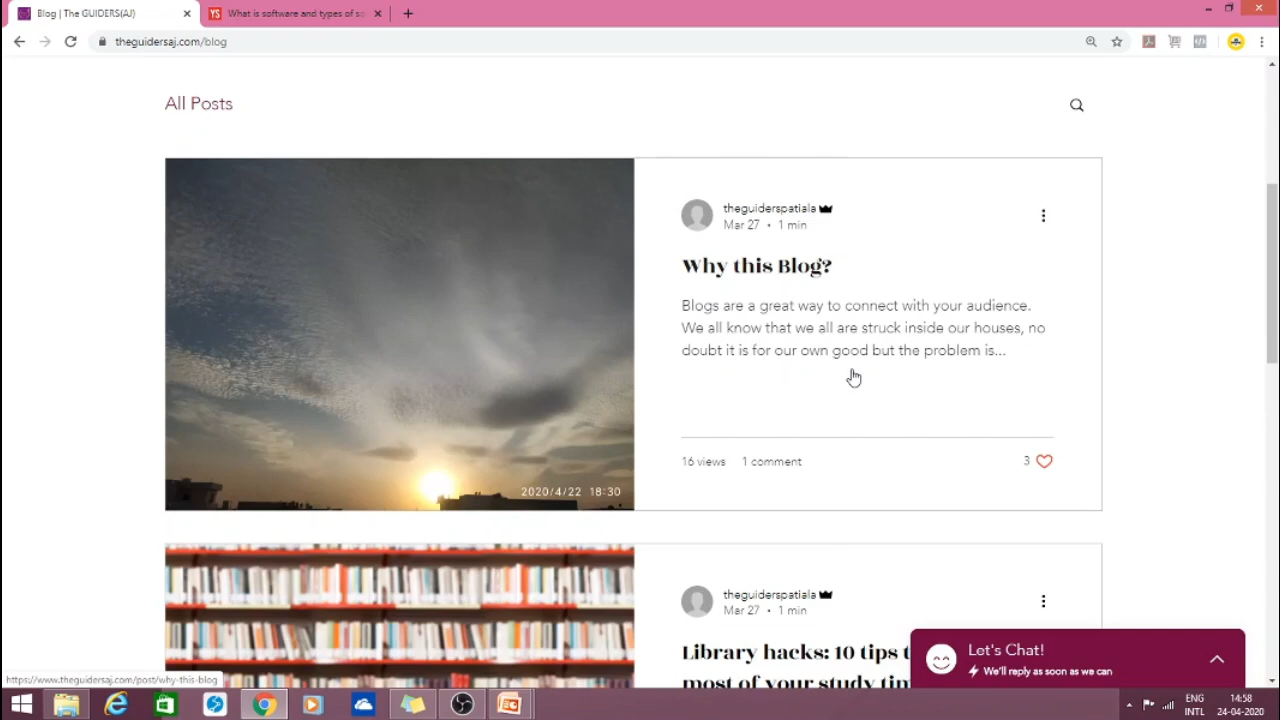 Blog | The GUIDERS(AJ)
YS What is software and types of so
theguidersaj.com/blog
All Posts
theguiderspatiala
Mar 27 • 1 min
Why this Blog?
Blogs are a great way to connect with your audience.
We all know that we all are struck inside our houses, no
doubt it is for our own good but the problem is...
16 views 1 comment 3
2020/4/22 18:30
theguiderspatiala
Mar 27 • 1 min
Library hacks: 10 tips t
most of your study tim
Let's Chat!
We'll reply as soon as we can
https://www.theguidersaj.com/post/why-this-blog
ENG 14:58
INTL 24-04-2020